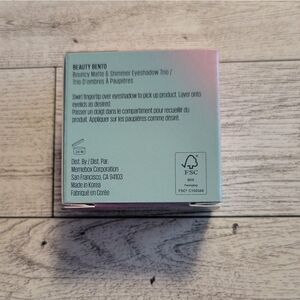 BEAUTY BENTO
Bouncy Matte & Shimmer Eyeshadow Trio /
Trio D'ombres À Paupières
Swirl fingertip over eyeshadow to pick up product. Layer onto
eyelids as desired.
Passer un doigt dans le compartiment pour recueillir du
produit. Appliquer sur les paupières comme désiré.
Dist. By / Dist. Par.
Memebox Corporation
San Francisco, CA 94103
Made in Korea
Fabriqué en Corée
FSC
MIX
Packaging